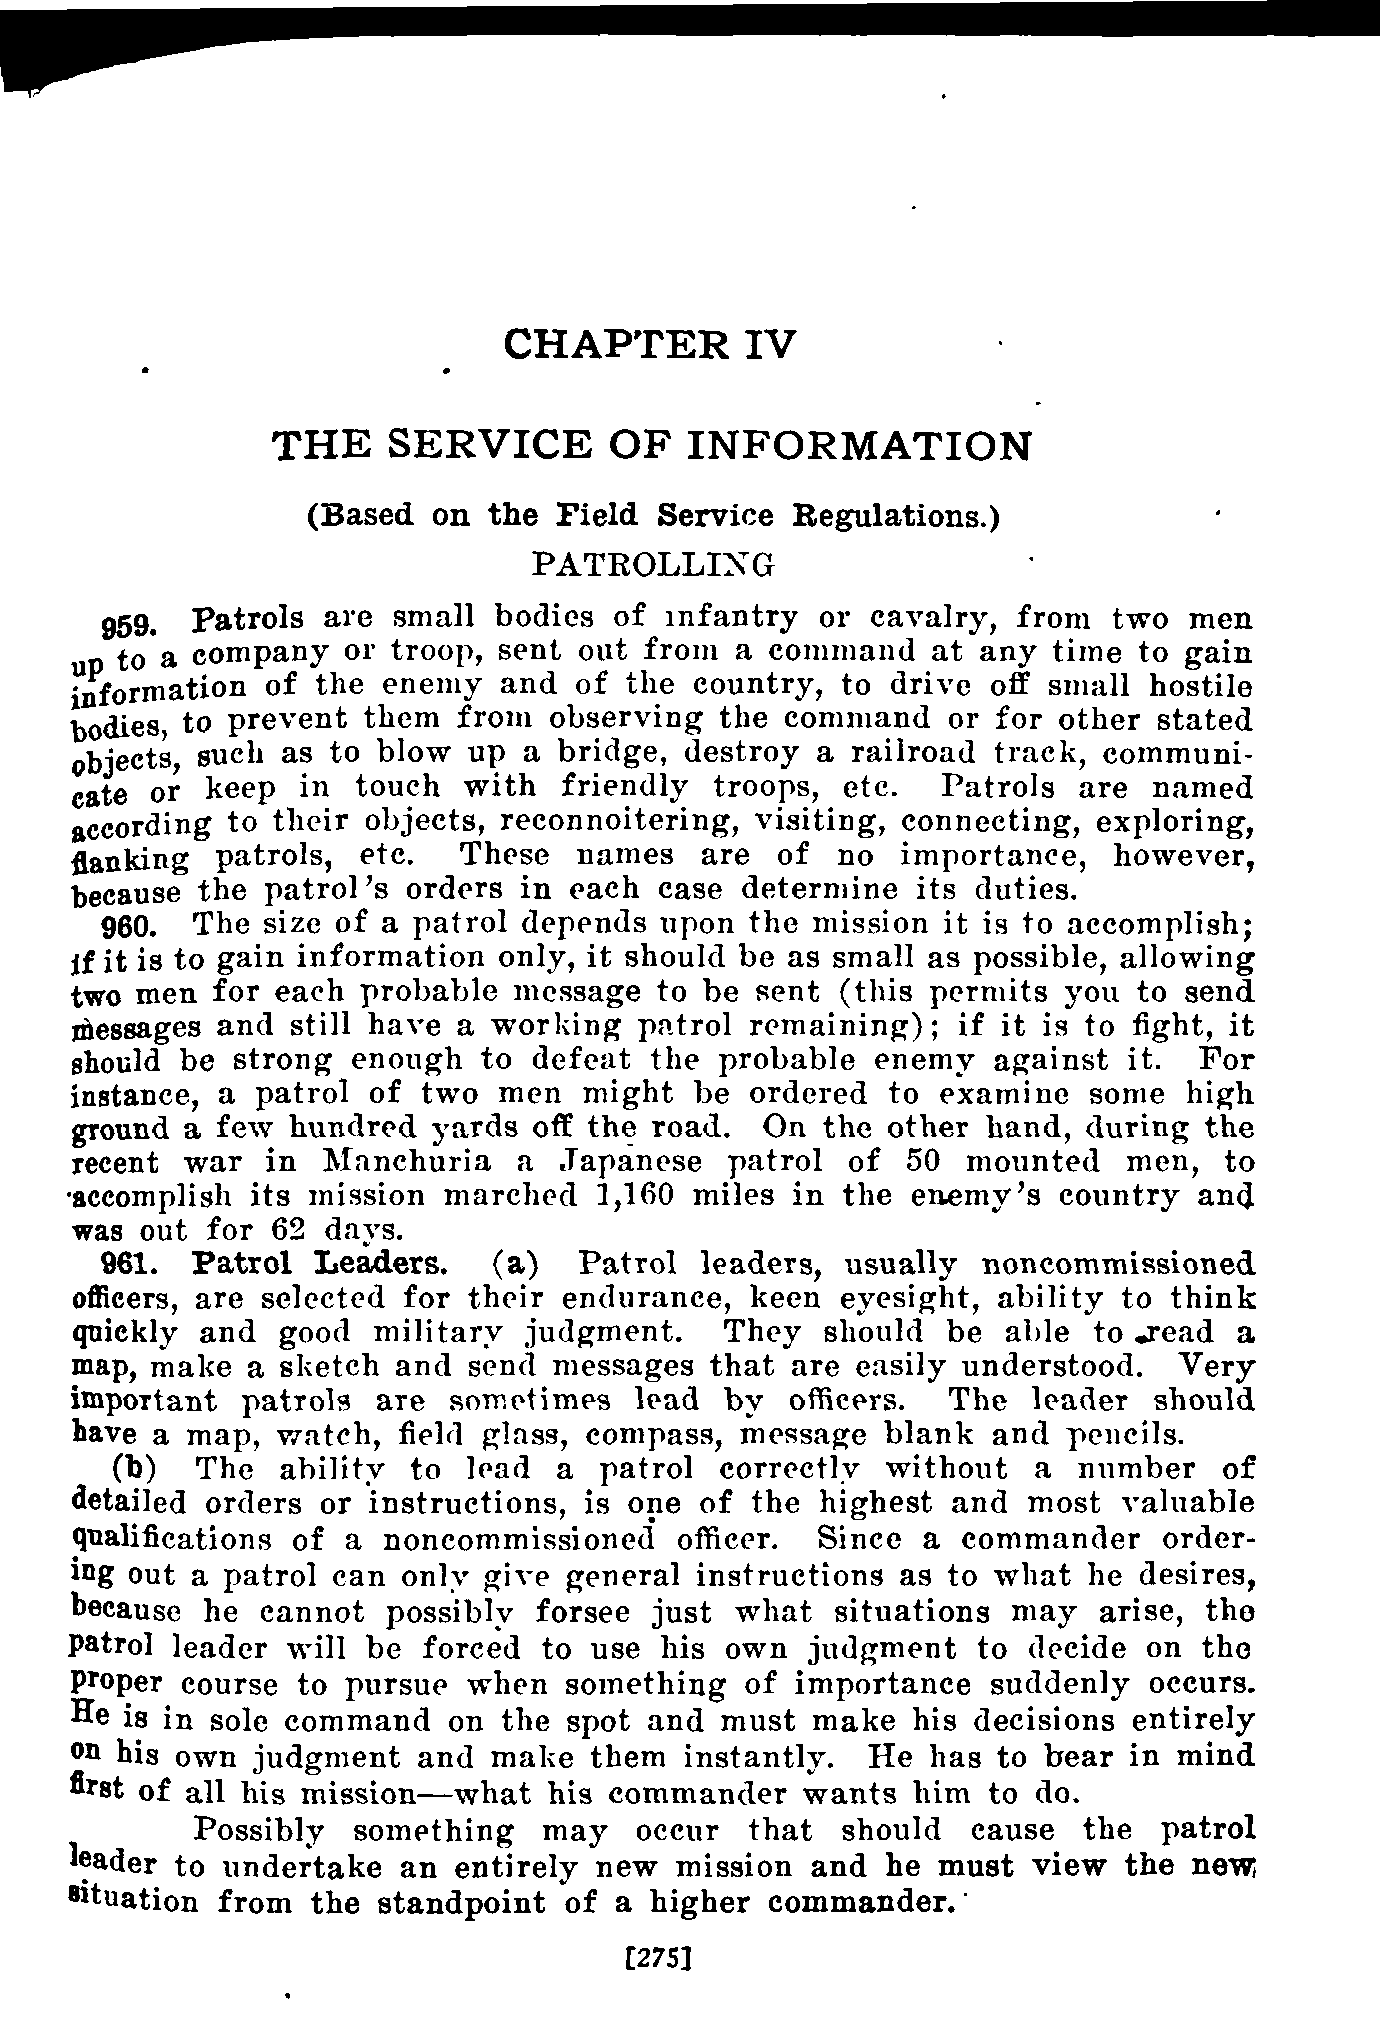 CHAPTER IV
THE SERVICE OF INFORMATION
(Based on the Field Service Regulations.)
PATROLLING
959. Patrols are small bodies of infantry or cavalry, from two men
up to a company or troop, sent out from a command at any time to gain
information of the enemy and of the country, to drive off small hostile
bodies, to prevent them from observing the command or for other stated
objects, such as to blow up a bridge, destroy a railroad track, communi-
cate or keep in touch with friendly troops, etc. Patrols are named
according to their objects, reconnoitering, visiting, connecting, exploring,
flanking patrols, etc. These names are of no importance, however,
because the patrol's orders in each case determine its duties.
960. The size of a patrol depends upon the mission it is to accomplish;
if it is to gain information only, it should be as small as possible, allowing
two men for each probable message to be sent (this permits you to send
messages and still have a working patrol remaining); if it is to fight, it
should be strong enough to defeat the probable enemy against it. For
instance, a patrol of two men might be ordered to examine some high
ground a few hundred yards off the road. On the other hand, during the
recent war in Manchuria a Japanese patrol of 50 mounted men, to
accomplish its mission marched 1,160 miles in the enemy's country and
was out for 62 days.
961. Patrol Leaders. (a) Patrol leaders, usually noncommissioned
officers, are selected for their endurance, keen eyesight, ability to think
quickly and good military judgment. They should be able to read a
map, make a sketch and send messages that are easily understood. Very
important patrols are sometimes lead by officers. The leader should
have a map, watch, field glass, compass, message blank and pencils.
(b) The ability to lead a patrol correctly without a number of
detailed orders or instructions, is one of the highest and most valuable
qualifications of a noncommissioned officer. Since a commander order-
ing out a patrol can only give general instructions as to what he desires,
because he cannot possibly forsee just what situations may arise, the
patrol leader will be forced to use his own judgment to decide on the
proper course to pursue when something of importance suddenly occurs.
He is in sole command on the spot and must make his decisions entirely
on his own judgment and make them instantly. He has to bear in mind
first of all his mission—what his commander wants him to do.
Possibly something may occur that should cause the patrol
leader to undertake an entirely new mission and he must view the new
situation from the standpoint of a higher commander.
[275]